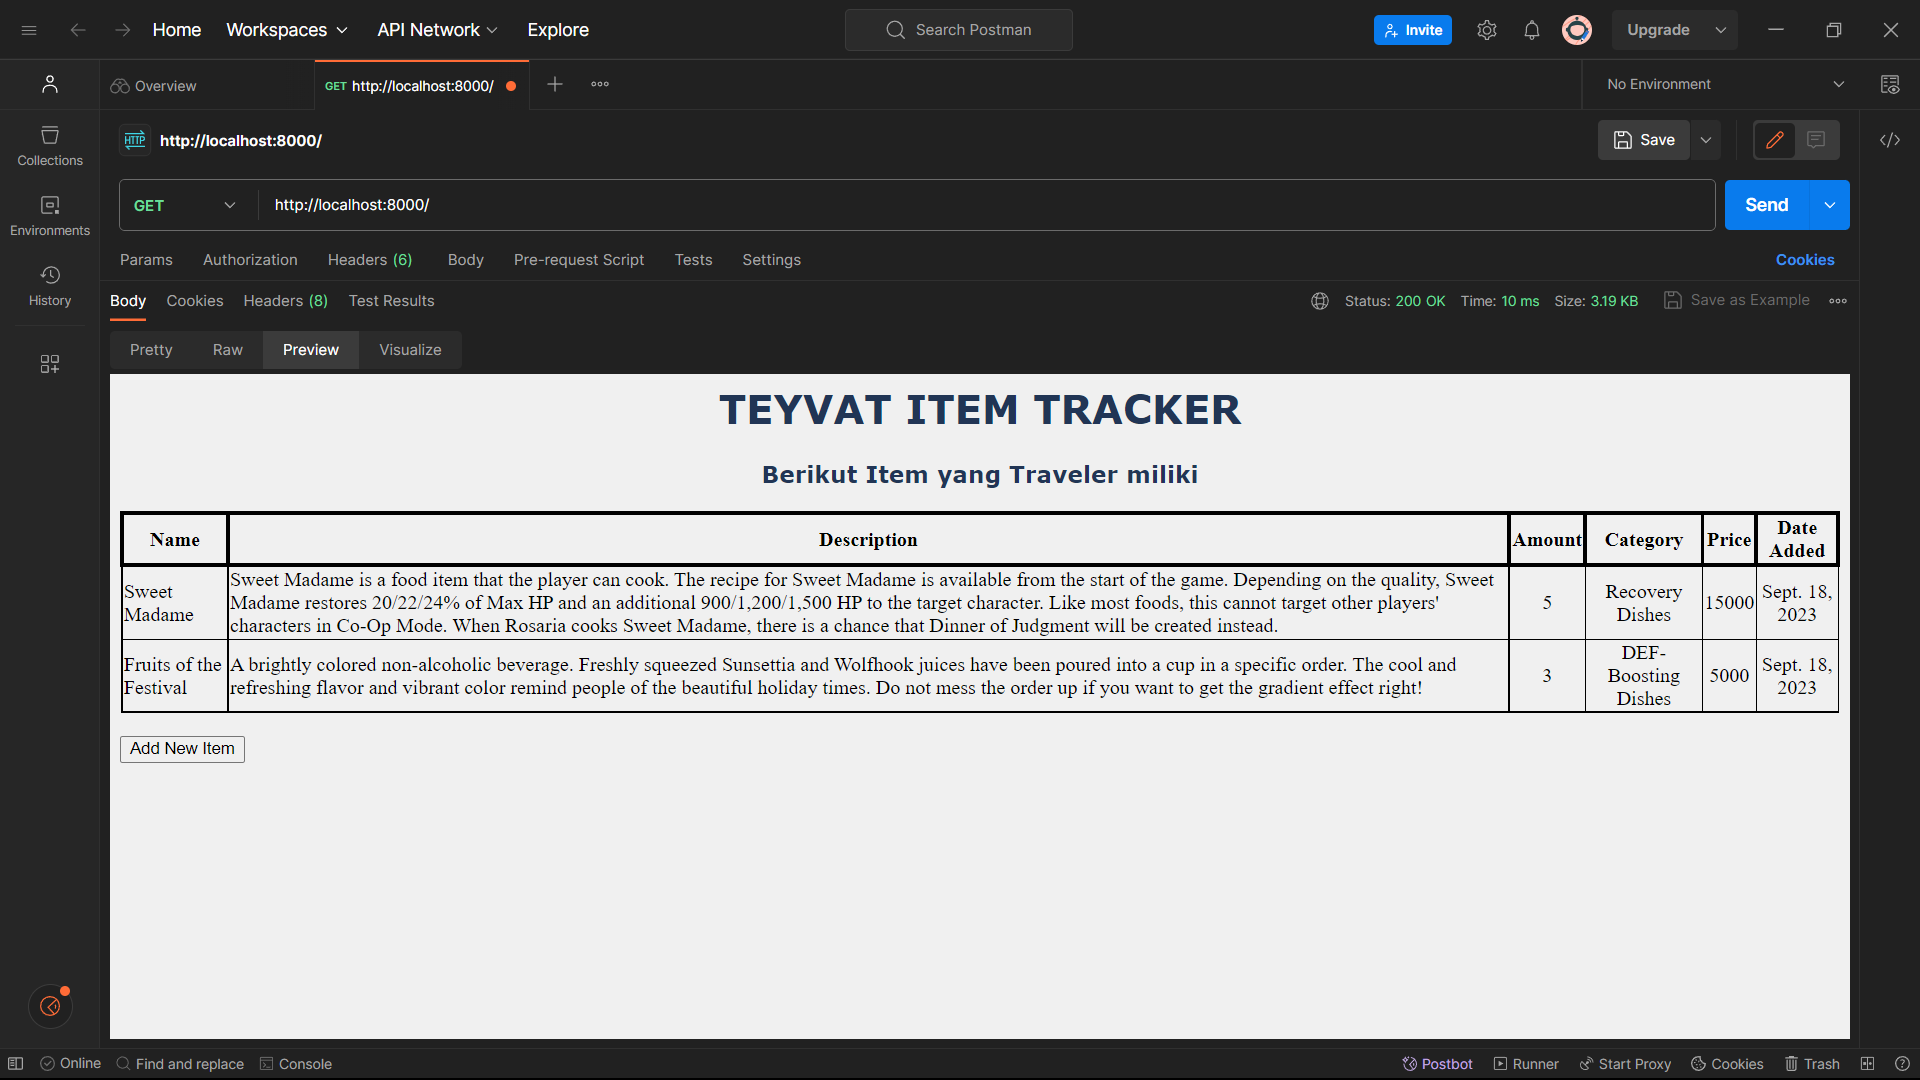 Home Workspaces API Network Explore Search Postman Invite Upgrade
Overview GET http://localhost:8000/ No Environment
HTTP http://localhost:8000/ Save
Collections
GET http://localhost:8000/ Send
Environments
Params Authorization Headers (6) Body Pre-request Script Tests Settings Cookies
History
Body Cookies Headers (8) Test Results Status: 200 OK Time: 10 ms Size: 3.19 KB Save as Example
Pretty Raw Preview Visualize
TEYVAT ITEM TRACKER
Berikut Item yang Traveler miliki
Name Description Amount Category Price Date
Added
Sweet
Madame
Sweet Madame is a food item that the player can cook. The recipe for Sweet Madame is available from the start of the game. Depending on the quality, Sweet
Madame restores 20/22/24% of Max HP and an additional 900/1,200/1,500 HP to the target character. Like most foods, this cannot target other players'
characters in Co-Op Mode. When Rosaria cooks Sweet Madame, there is a chance that Dinner of Judgment will be created instead.
5
Recovery
Dishes
15000
Sept. 18,
2023
Fruits of the
Festival
A brightly colored non-alcoholic beverage. Freshly squeezed Sunsettia and Wolfhook juices have been poured into a cup in a specific order. The cool and
refreshing flavor and vibrant color remind people of the beautiful holiday times. Do not mess the order up if you want to get the gradient effect right!
3
DEF-
Boosting
Dishes
5000
Sept. 18,
2023
Add New Item
Online Find and replace Console Postbot Runner Start Proxy Cookies Trash